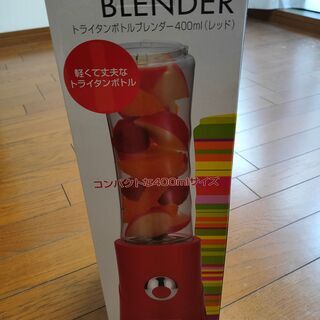 BLENDER
トライタンボトルブレンダー400ml（レッド）
軽くて丈夫な
トライタンボトル
コンパクトな400mlサイズ